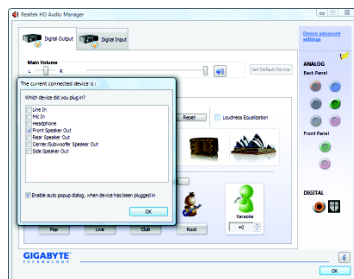 Realtek HD Audio Manager
Digital Output
Digital Input
Device advanced settings
Main Volume
L
R
Set Default Device
ANALOG
Back Panel
The current connected device is :
Which device did you plug in?
Line In
Mic In
Headphone
Front Speaker Out
Rear Speaker Out
Center/Subwoofer Speaker Out
Side Speaker Out
Enable auto popup dialog, when device has been plugged in
OK
Reset
Loudness Equalization
Front Panel
DIGITAL
Karaoke
Pop
Live
Club
Rock
+0
GIGABYTE
TECHNOLOGY
OK